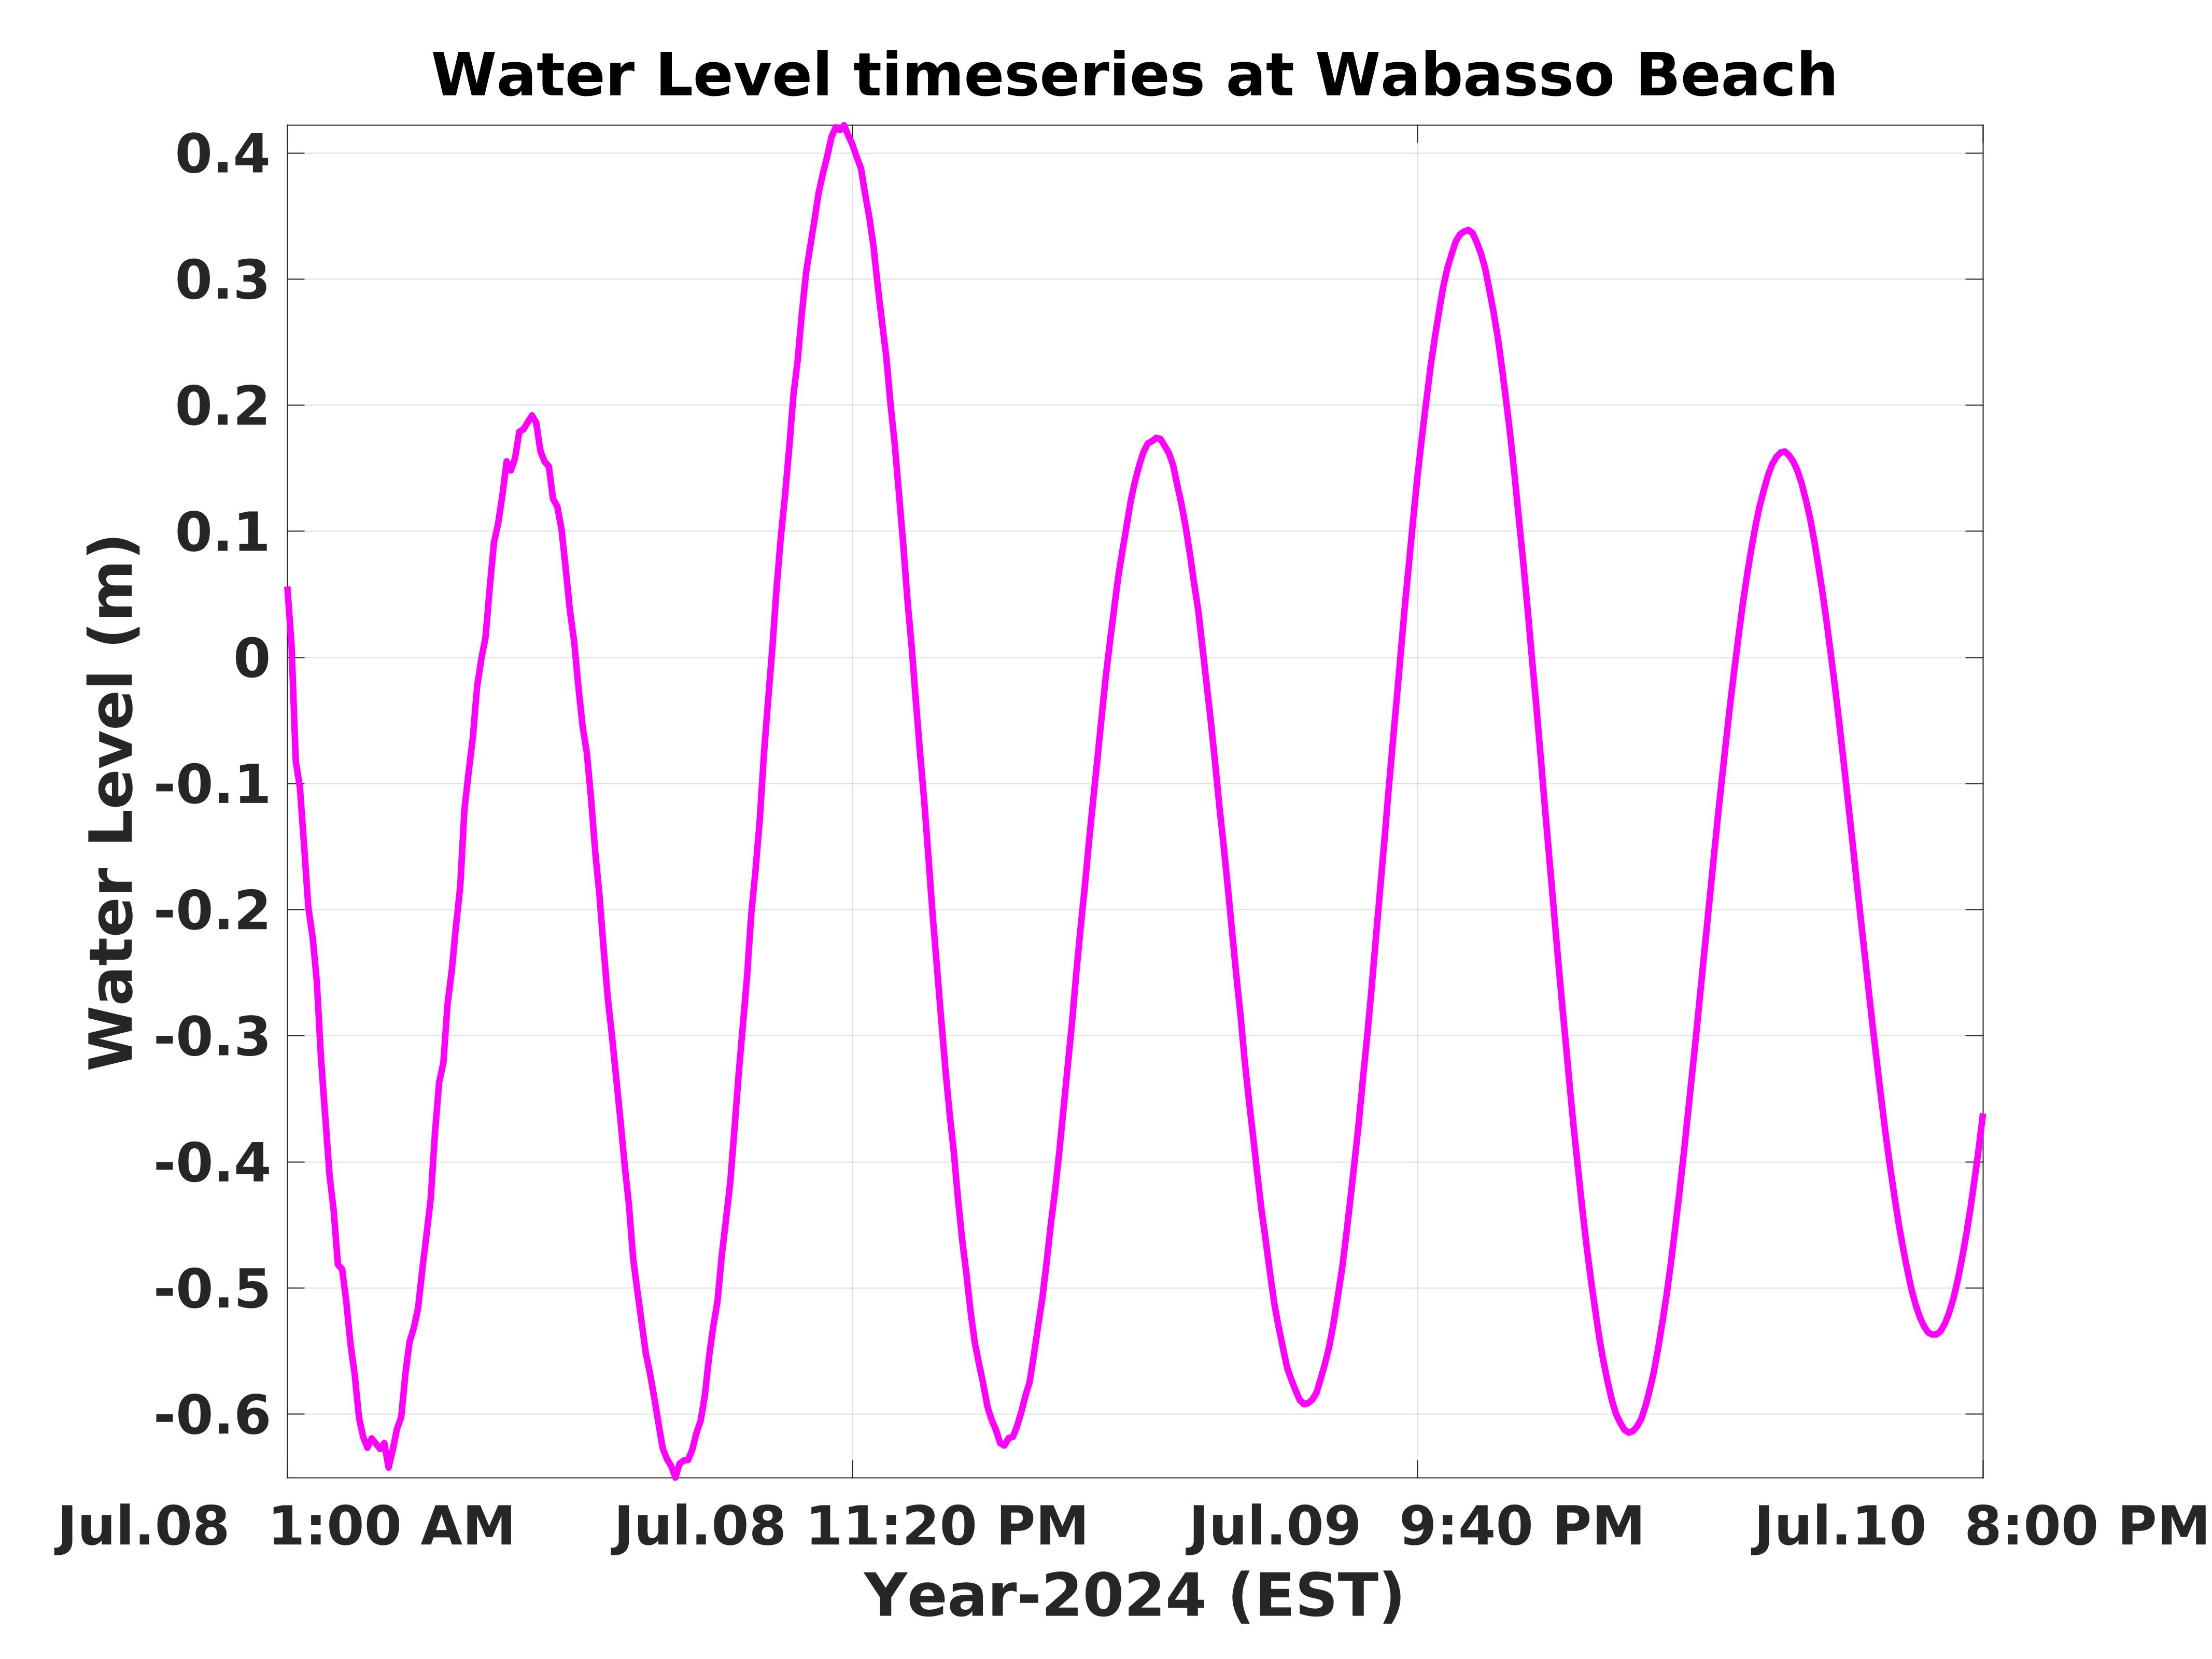 Water Level timeseries at Wabasso Beach
0.4
0.3
0.2
0.1
0
-0.1
-0.2
-0.3
-0.4
-0.5
-0.6
Water Level (m)
Jul.08  1:00 AM
Jul.08 11:20 PM
Jul.09  9:40 PM
Jul.10  8:00 PM
Year-2024 (EST)